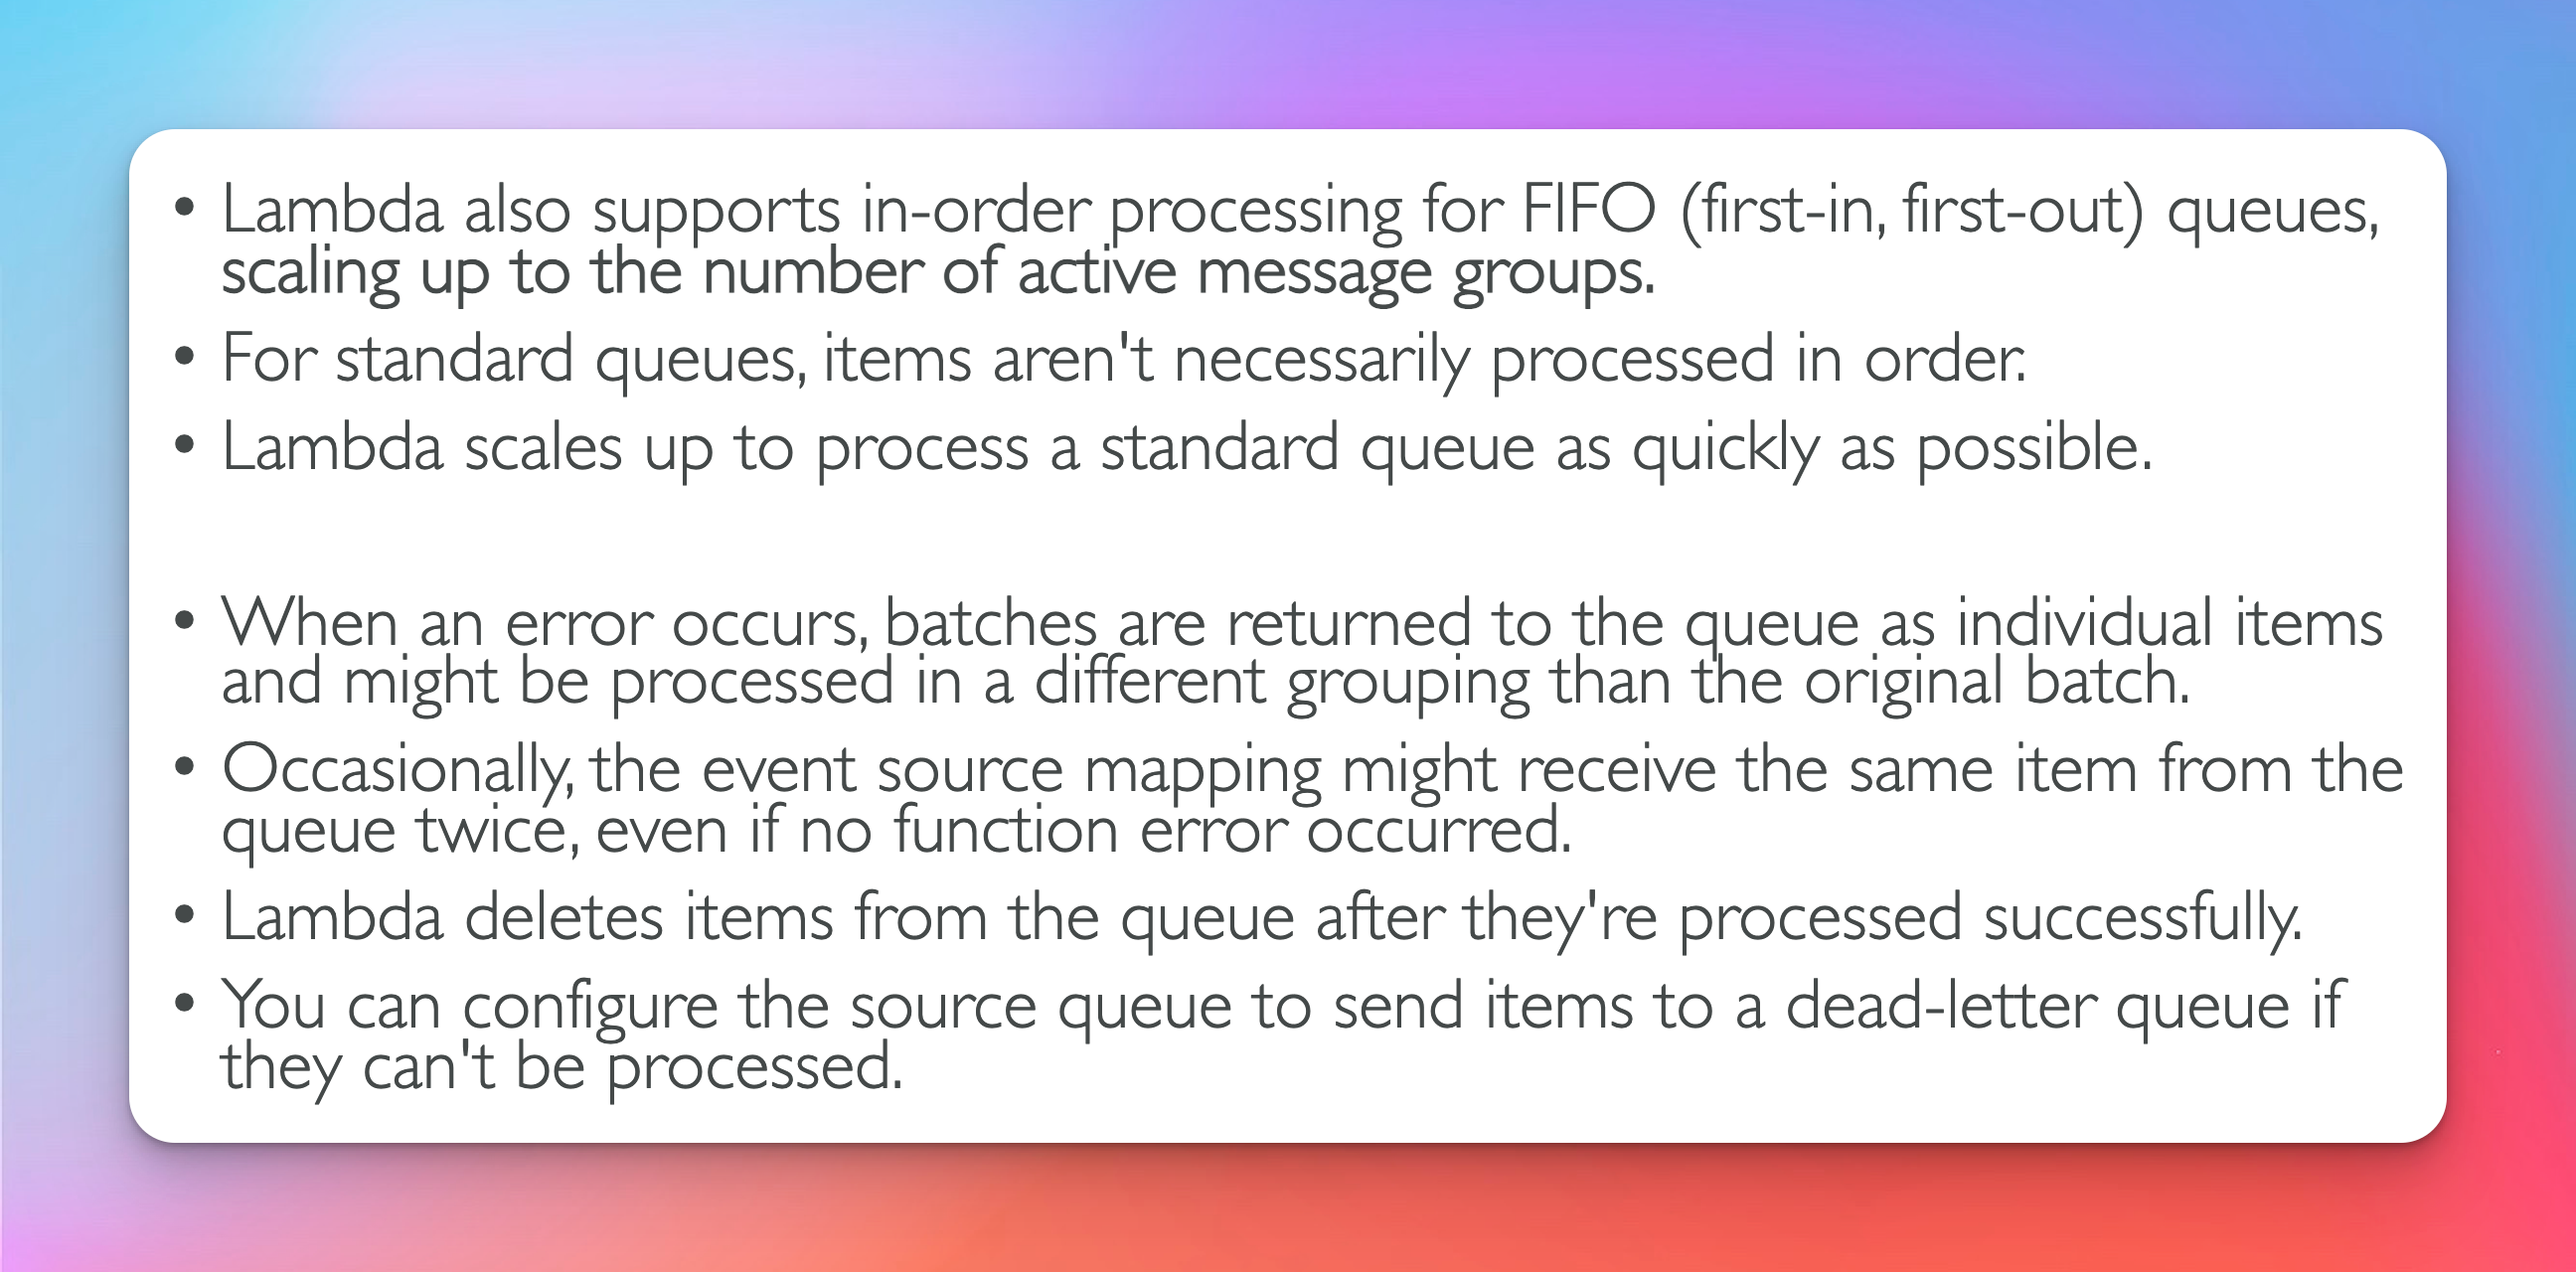 • Lambda also supports in-order processing for FIFO (first-in, first-out) queues,
scaling up to the number of active message groups.
• For standard queues, items aren't necessarily processed in order.
• Lambda scales up to process a standard queue as quickly as possible.
• When an error occurs, batches are returned to the queue as individual items
and might be processed in a different grouping than the original batch.
• Occasionally, the event source mapping might receive the same item from the
queue twice, even if no function error occurred.
• Lambda deletes items from the queue after they're processed successfully.
• You can configure the source queue to send items to a dead-letter queue if
they can't be processed.